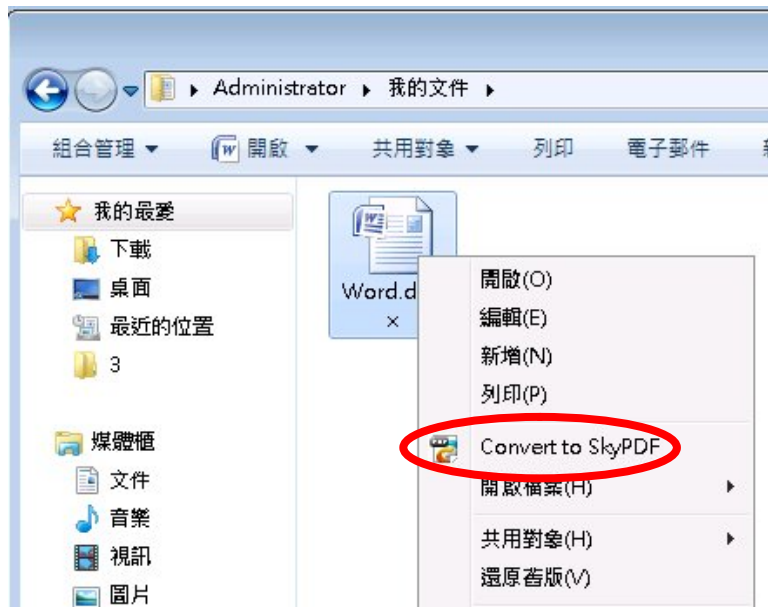 Administrator ▸ 我的文件 ▸
組合管理 開啟 共用對象 列印 電子郵件
我的最愛
下載
桌面
最近的位置
3
媒體櫃
文件
音樂
視訊
圖片
Word.d
x
開啟(O)
編輯(E)
新增(N)
列印(P)
Convert to SkyPDF
開啟檔案(H)
共用對象(H)
還原舊版(V)